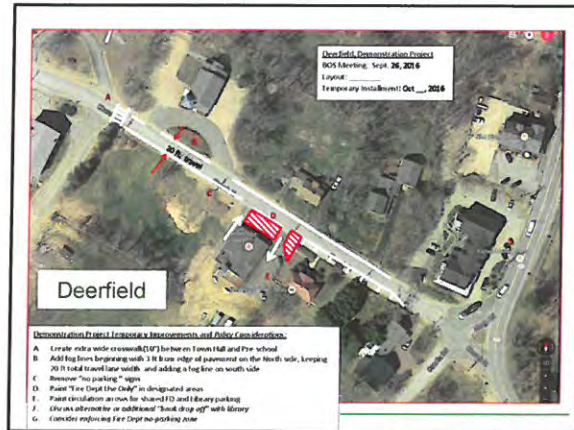 Deerfield, Demonstration Project
BOS Meeting: Sept. 26, 2016
Layout: ______
Temporary Installment: Oct __, 2016
A
B
20 ft. travel
C
D
E
Deerfield
Demonstration Project Temporary Improvements and Policy Considerations:
A Create extra wide crosswalk(10') between Town Hall and Pre-school
B Add fog lines beginning with 3 ft from edge of pavement on the North side, keeping
20 ft total travel lane width and adding a fog line on south side
C Remove "no parking" signs
D Paint "Fire Dept Use Only" in designated areas
E. Paint circulation arrows for shared FD and Library parking
F. Discuss alternative or additional "book drop off" with library
G. Consider enforcing Fire Dept no-parking zone